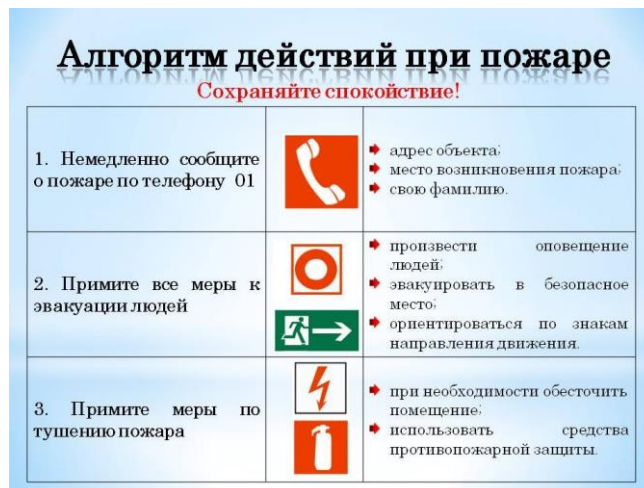 Алгоритм действий при пожаре
Сохраняйте спокойствие!
1. Немедленно сообщите
о пожаре по телефону 01
адрес объекта;
место возникновения пожара;
свою фамилию.
2. Примите все меры к
эвакуации людей
произвести оповещение
людей;
эвакуировать в безопасное
место;
ориентироваться по знакам
направления движения.
3. Примите меры по
тушению пожара
при необходимости обесточить
помещение;
использовать средства
противопожарной защиты.